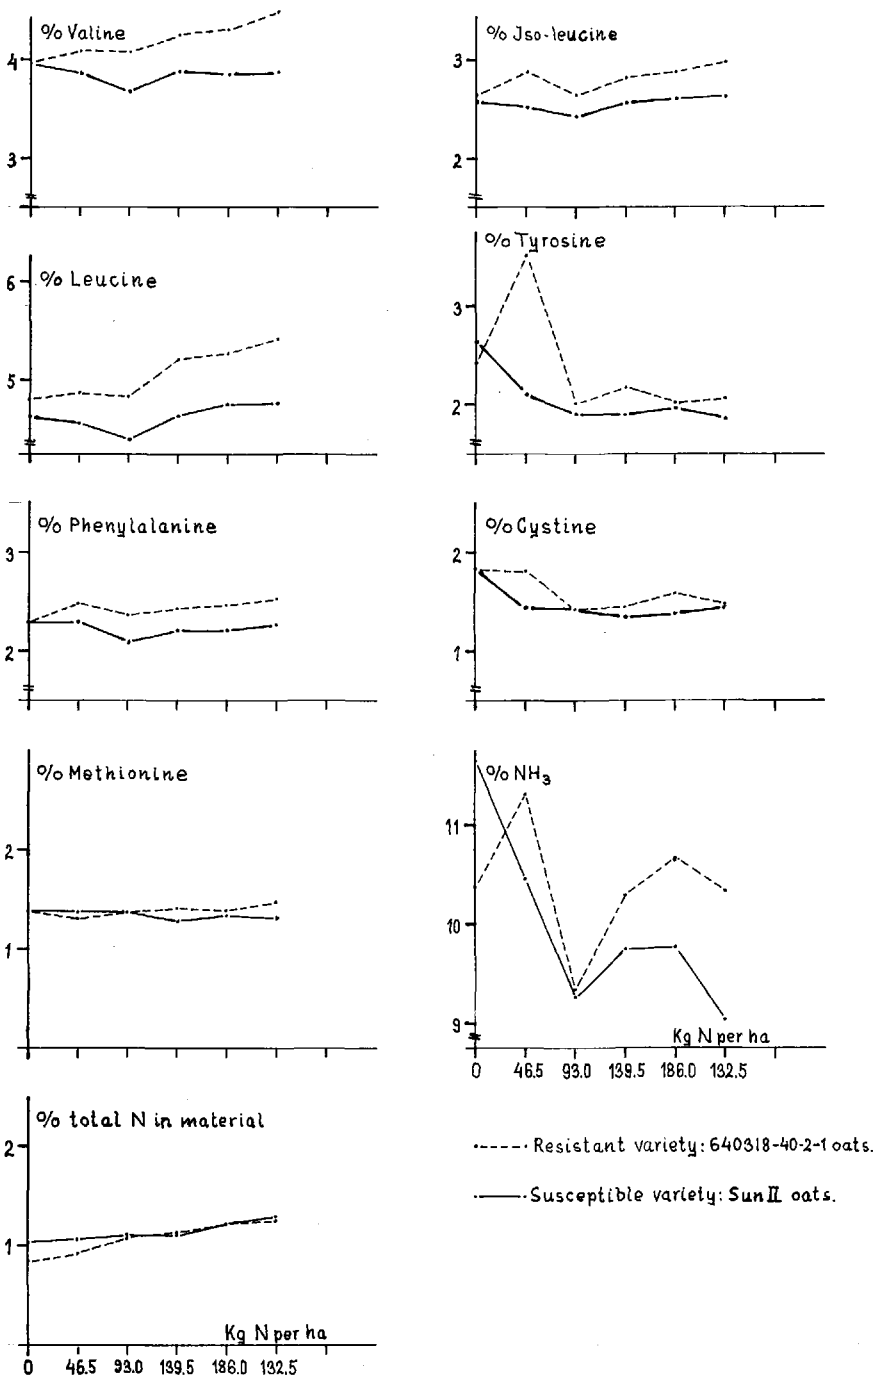 % Valine
4
3
% Jso-leucine
3
2
% Leucine
6
5
% Tyrosine
3
2
% Phenylalanine
3
2
% Cystine
2
1
% Methionine
2
1
% NH3
11
10
9
Kg N per ha
0 46.5 93.0 139.5 186.0 132.5
% total N in material
2
1
Kg N per ha
0 46.5 93.0 139.5 186.0 132.5
Resistant variety: 640318-40-2-1 oats.
Susceptible variety: Sun II oats.